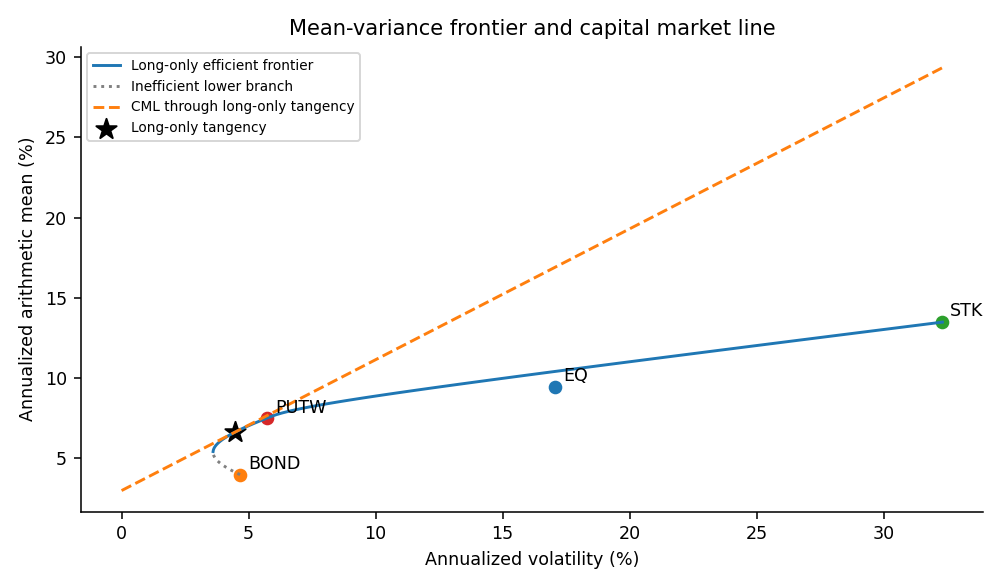 Mean-variance frontier and capital market line
Long-only efficient frontier
Inefficient lower branch
CML through long-only tangency
Long-only tangency
Annualized arithmetic mean (%)
30
25
20
15
10
5
STK
EQ
PUTW
BOND
0 5 10 15 20 25 30
Annualized volatility (%)